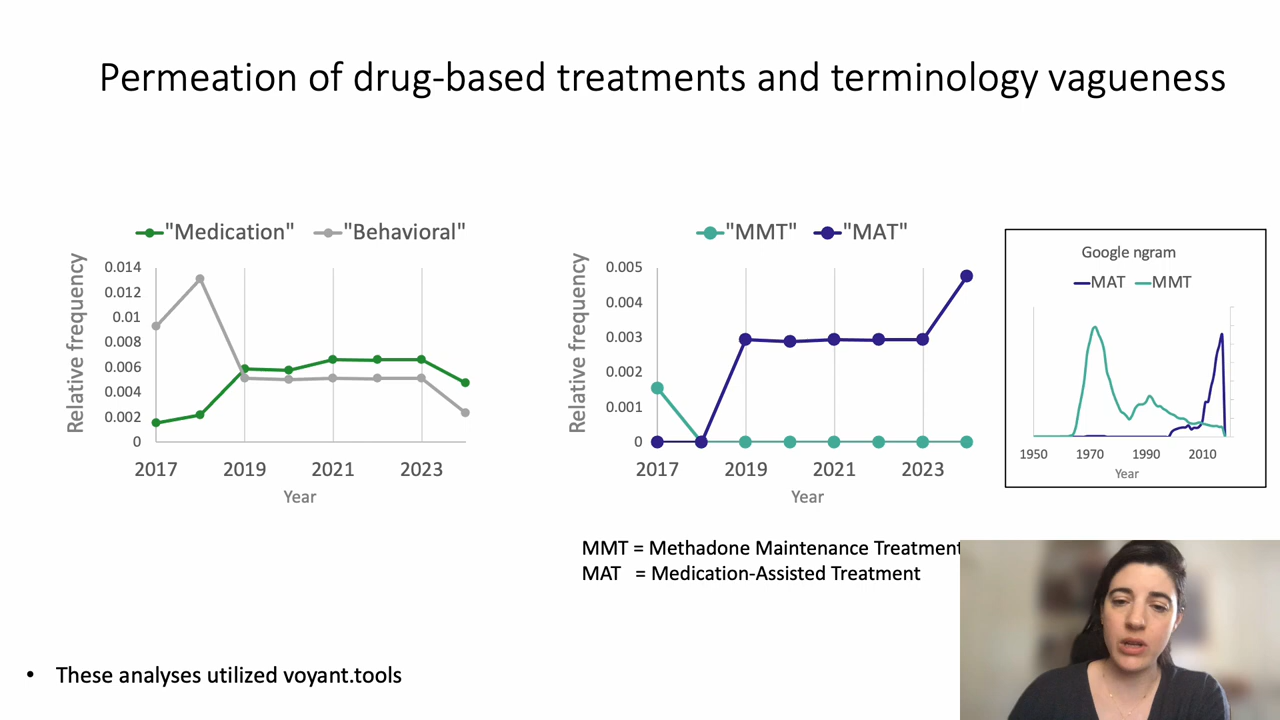 Permeation of drug-based treatments and terminology vagueness
"Medication" "Behavioral"
Relative frequency
0.014
0.012
0.01
0.008
0.006
0.004
0.002
0
2017 2019 2021 2023
Year
"MMT" "MAT"
Relative frequency
0.005
0.004
0.003
0.002
0.001
0
2017 2019 2021 2023
Year
Google ngram
MAT MMT
1950 1970 1990 2010
Year
MMT = Methadone Maintenance Treatment
MAT = Medication-Assisted Treatment
• These analyses utilized voyant.tools